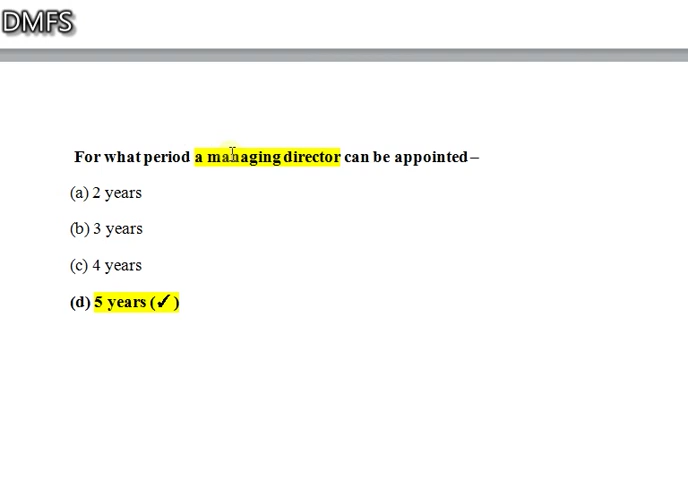 DMFS
For what period a managing director can be appointed –
(a) 2 years
(b) 3 years
(c) 4 years
(d) 5 years (✓)